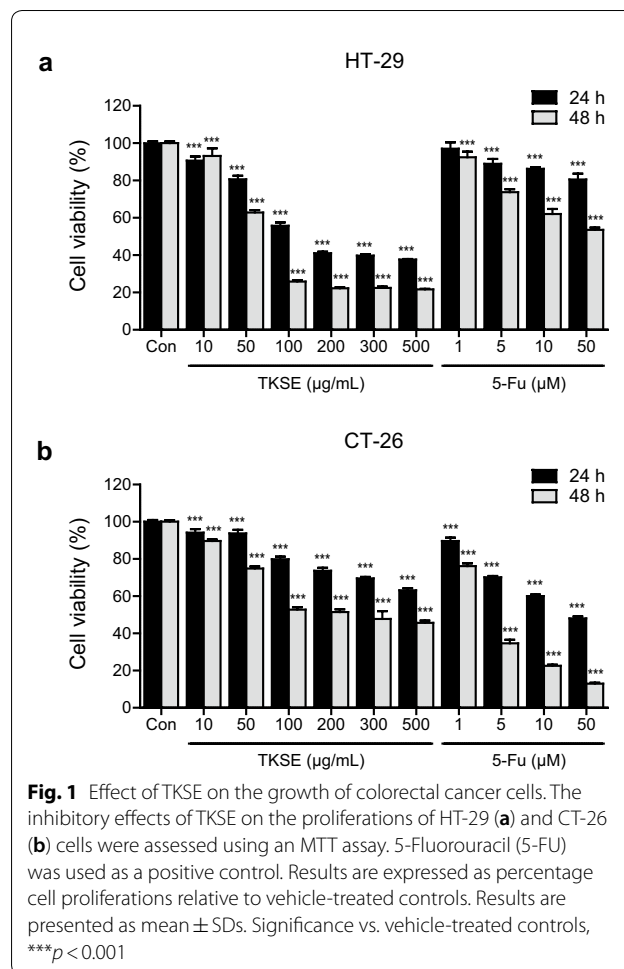 a
HT-29
24 h
48 h
Cell viability (%)
120
100
80
60
40
20
0
*** *** *** *** *** *** *** *** *** *** *** *** *** *** *** *** *** *** ***
Con 10 50 100 200 300 500 1 5 10 50
TKSE (µg/mL) 5-Fu (µM)
b
CT-26
24 h
48 h
Cell viability (%)
120
100
80
60
40
20
0
*** *** *** *** *** *** *** *** *** *** *** *** *** *** *** *** *** *** *** ***
Con 10 50 100 200 300 500 1 5 10 50
TKSE (µg/mL) 5-Fu (µM)
Fig. 1 Effect of TKSE on the growth of colorectal cancer cells. The
inhibitory effects of TKSE on the proliferations of HT-29 (a) and CT-26
(b) cells were assessed using an MTT assay. 5-Fluorouracil (5-FU)
was used as a positive control. Results are expressed as percentage
cell proliferations relative to vehicle-treated controls. Results are
presented as mean ± SDs. Significance vs. vehicle-treated controls,
***p < 0.001